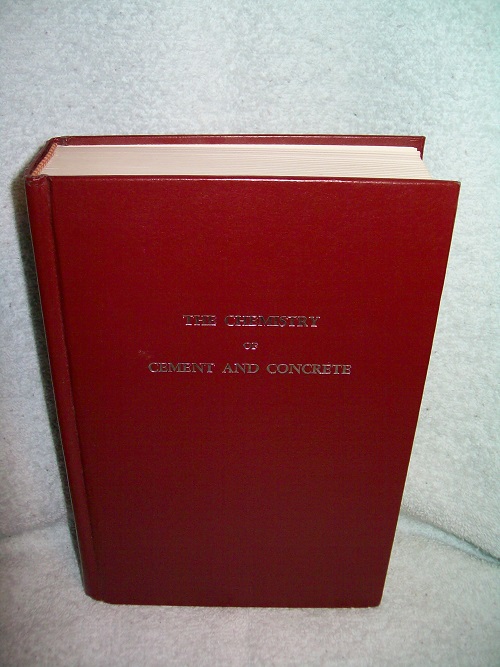 THE CHEMISTRY
OF
CEMENT AND CONCRETE